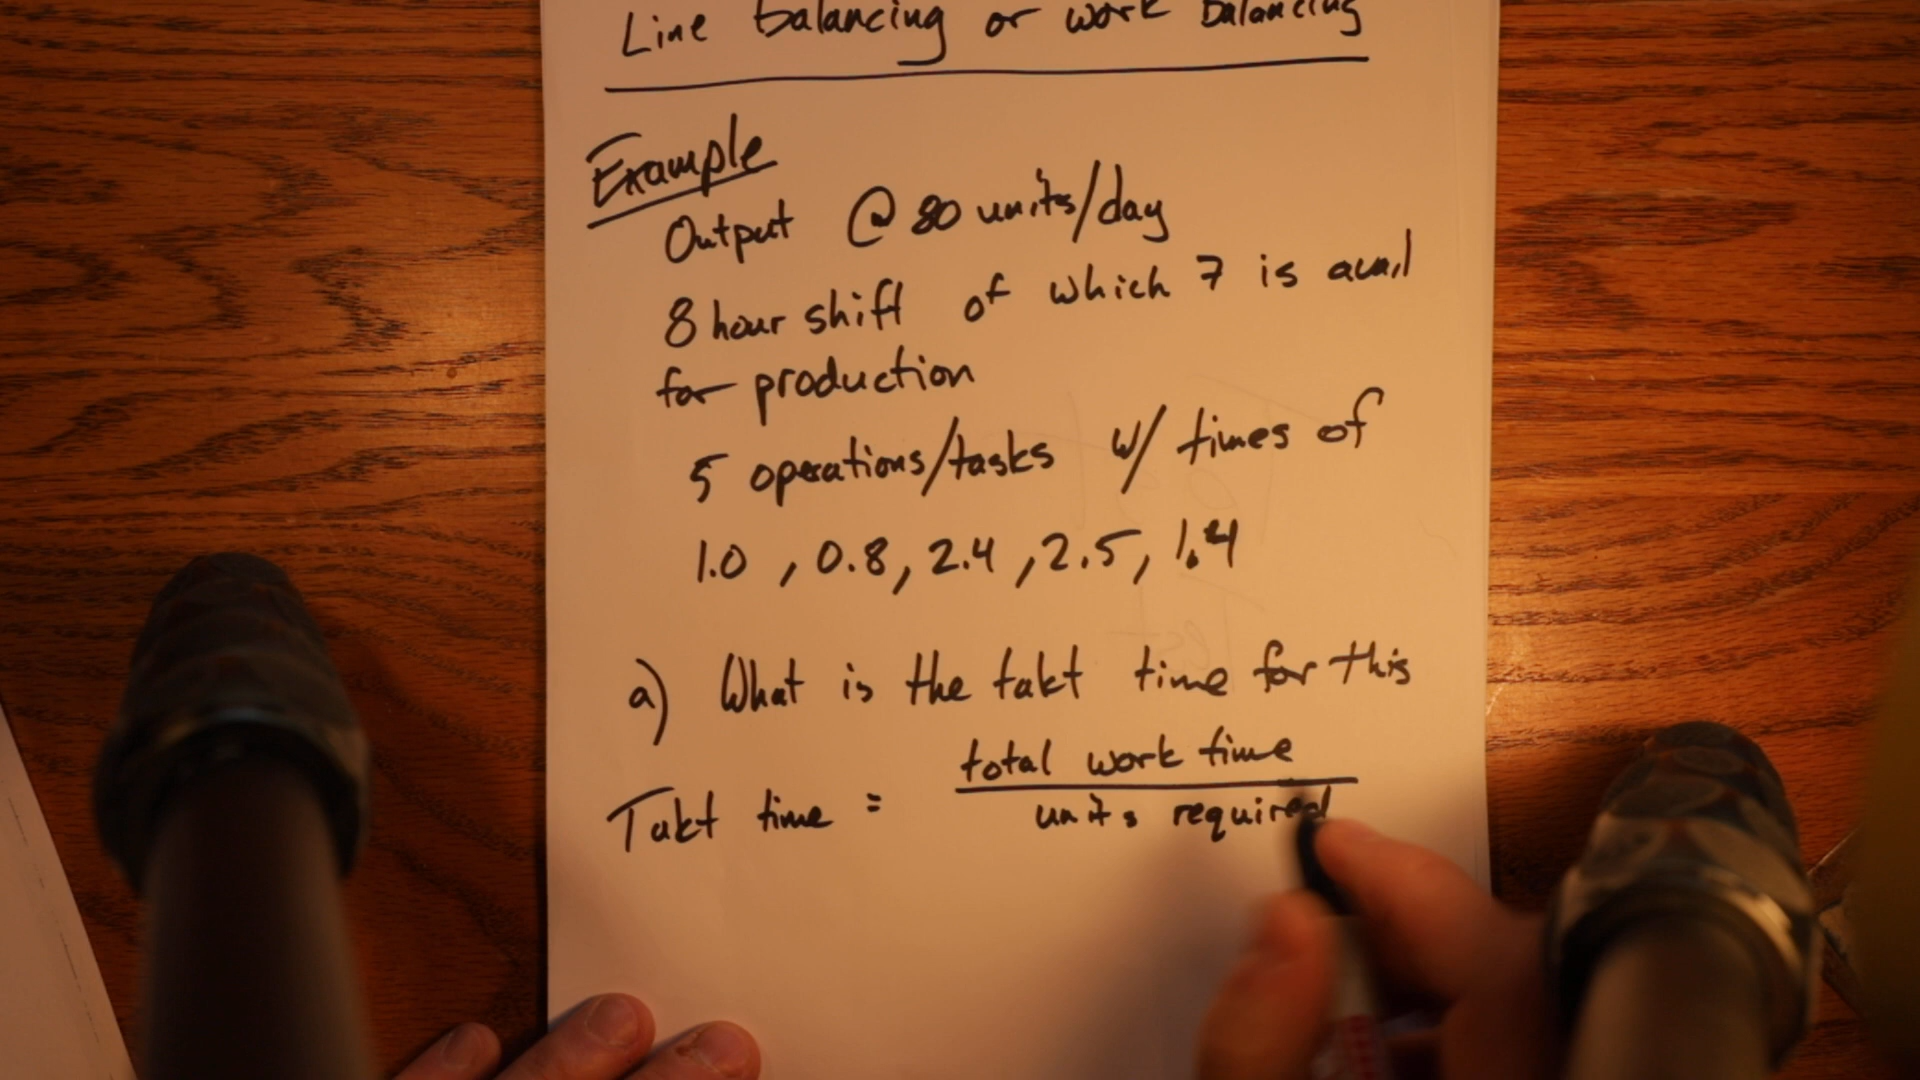 Line balancing or work balancing
Example
Output @ 80 units/day
8 hour shift of which 7 is avail
for production
5 operations/tasks w/ times of
1.0 , 0.8, 2.4 , 2.5, 1.4
a) What is the takt time for this
total work time
Takt time =
units required